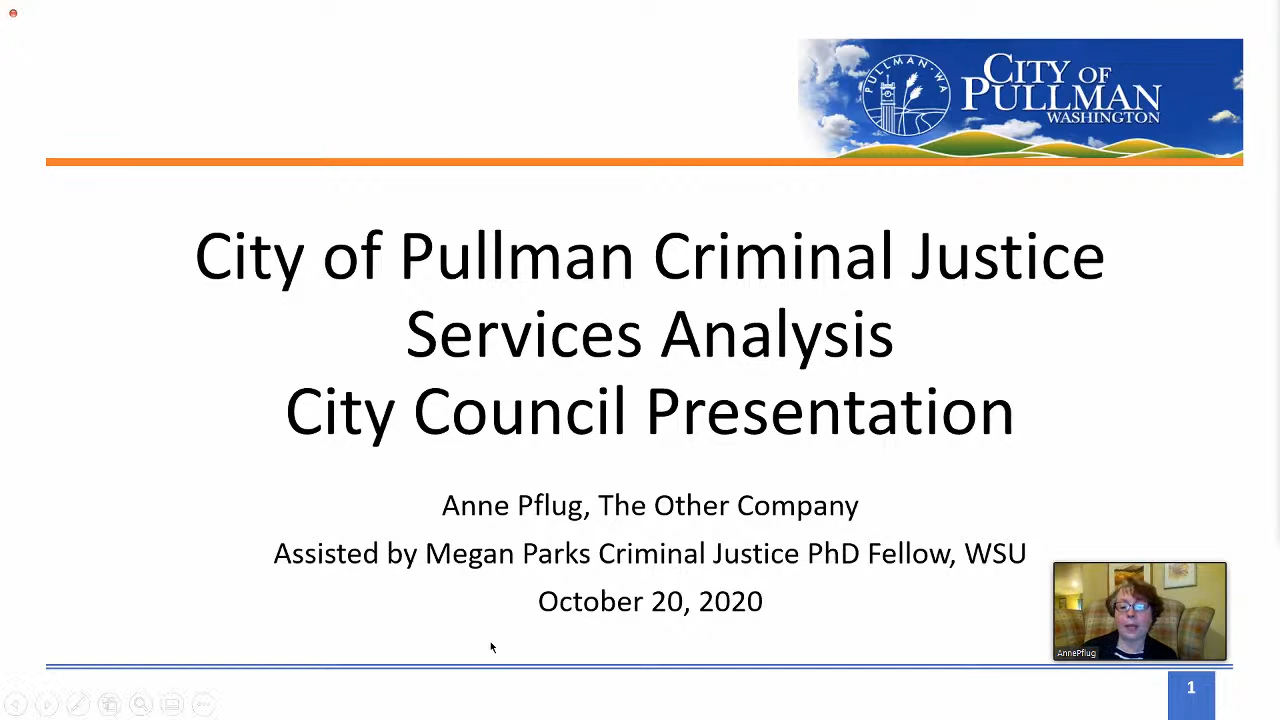 PULLMAN·WA
CITY OF
PULLMAN
WASHINGTON
City of Pullman Criminal Justice
Services Analysis
City Council Presentation
Anne Pflug, The Other Company
Assisted by Megan Parks Criminal Justice PhD Fellow, WSU
October 20, 2020
AnnePflug
1